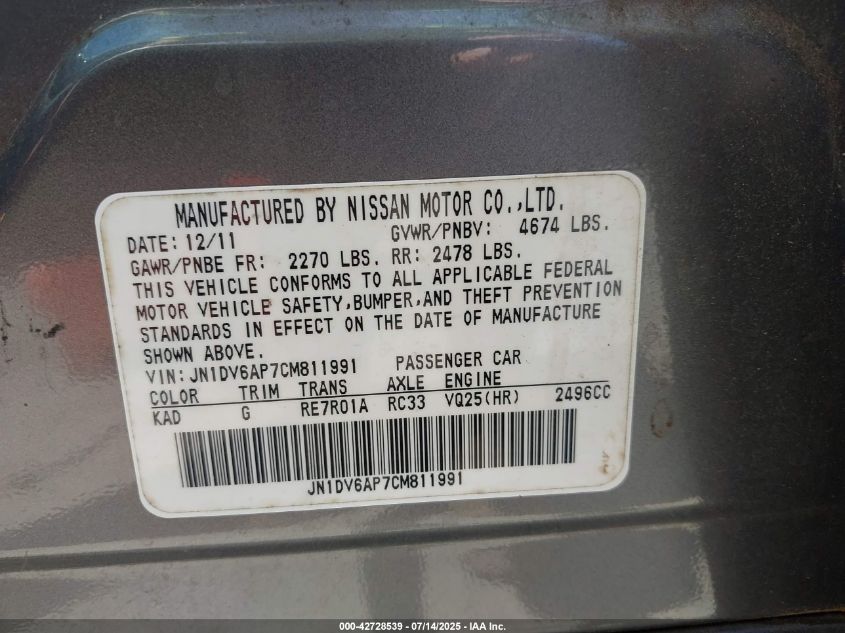 MANUFACTURED BY NISSAN MOTOR CO.,LTD.
DATE: 12/11 GVWR/PNBV: 4674 LBS.
GAWR/PNBE FR: 2270 LBS. RR: 2478 LBS.
THIS VEHICLE CONFORMS TO ALL APPLICABLE FEDERAL
MOTOR VEHICLE SAFETY,BUMPER,AND THEFT PREVENTION
STANDARDS IN EFFECT ON THE DATE OF MANUFACTURE
SHOWN ABOVE.
VIN:JN1DV6AP7CM811991 PASSENGER CAR
COLOR TRIM TRANS AXLE ENGINE
KAD G RE7R01A RC33 VQ25(HR) 2496CC
JN1DV6AP7CM811991
000-42728539 - 07/14/2025 - IAA Inc.